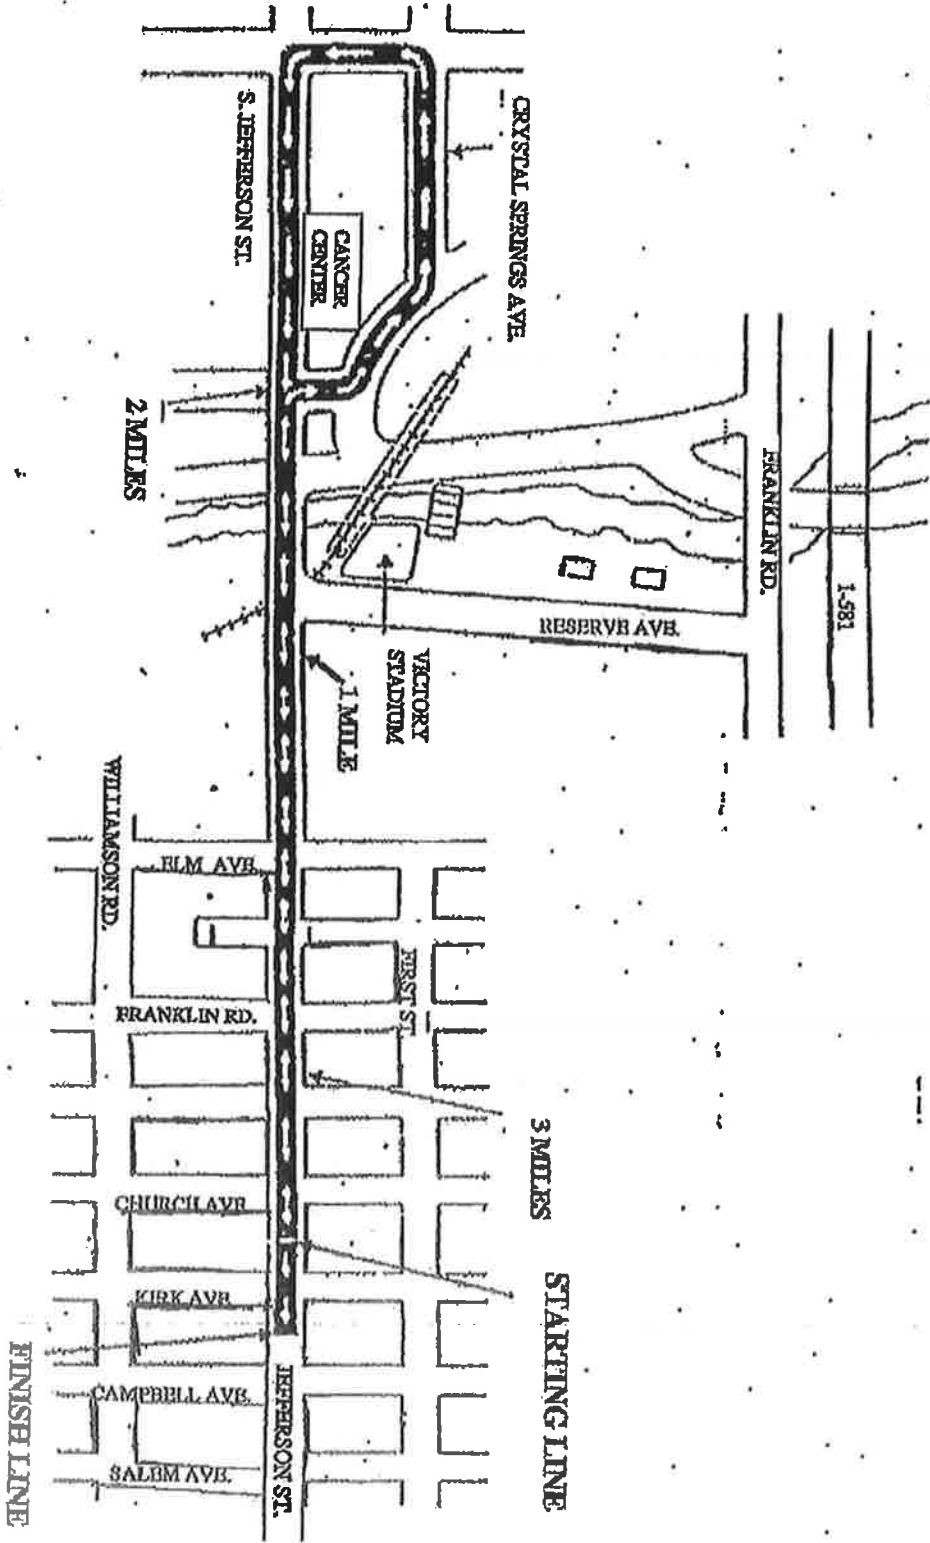 CRYSTAL SPRINGS AVE.
S. JEFFERSON ST.
CANCER
CENTER
2 MILES
FRANKLIN RD.
I-581
RESERVE AVE.
VICTORY
STADIUM
1 MILE
WILLIAMSON RD.
ELM AVE.
FIRST ST.
FRANKLIN RD.
3 MILES
CHURCH AVE.
STARTING LINE
KIRK AVE.
FINISH LINE
CAMPBELL AVE.
JEFFERSON ST.
SALEM AVE.